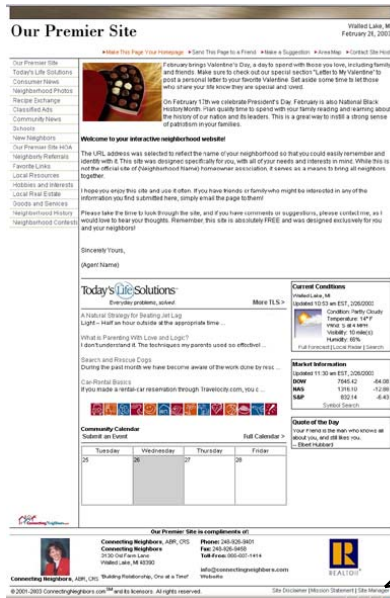 Our Premier Site
Walled Lake, MI
February 26, 2003
Make This Page Your Homepage Serve This Page to a Friend Make a Suggestion Area Map Contact Site Host
Our Premier Site
Today's Life Solutions
Consumer News
Neighborhood Photos
Recipe Exchange
Classified Ads
Community News
Schools
New Neighbors
Our Premier Site HOA
Neighborly Referrals
Favorite Links
Local Resources
Hobbies and Interests
Local Real Estate
Goods and Services
Neighborhood History
Neighborhood Contests
February brings Valentine's Day, a day to spend with those you love, including family
and friends. Make sure to check out our special section "Letter to My Valentine" to
post a personal letter to your favorite Valentine. Set aside some time to let those
who share your life know they are special and loved.
On February 17th we celebrate President's Day. February is also National Black
History Month. Plan quality time to spend with your family reading and learning about
the history of our nation and its leaders. This is a great way to instill a strong sense
of patriotism in your families.
Welcome to your interactive neighborhood website!
The URL address was selected to reflect the name of your neighborhood so that you could easily remember and
identify with it. This site was designed specifically for you, with all of your needs and interests in mind. While this is
not the official site of (Neighborhood Name) homeowner association, it serves as a means to bring all neighbors
together.
I hope you enjoy this site and use it often. If you have friends or family who might be interested in any of the
information you find submitted here, simply email the page to them!
Please take the time to look through the site, and if you have comments or suggestions, please contact me, as I
would love to hear your thoughts. Remember, this site is absolutely FREE and was designed exclusively for you
and yours!
Sincerely Yours,
(Agent Name)
Today's Life Solutions
Everyday problems, solved
More TLS >
A Natural Strategy for Beating Jet Lag
Light-- Half an hour outside at the appropriate time ...
What is Parenting With Love and Logic?
I don't understand it. The techniques my parents used so effectivel ...
Search and Rescue Dogs
During the past month we have become aware of the work done by resc ...
Car-Rental Basics
If you made a rental-car reservation through Travelocity.com, you c ...
Community Calendar
Submit an Event
Full Calendar >
Tuesday Wednesday Thursday Friday
25 26 27 28
Current Conditions
Walled Lake, MI
Updated 10:53 am EST, 2/26/2003
Condition: Partly Cloudy
Temperature: 14° F
Wind: S at 4 MPH
Visibility: 10 mile(s)
Humidity: 68%
Full Forecast | Local Radar | Search
Market Information
Updated 11:30 am EST, 2/26/2003
DOW
NAS
S&P
Symbol Search
Quote of the Day
Your Friend is the man who knows all
about you, and still likes you.
-- Elbert Hubbard
Connecting Neighbors
Our Premier Site is compliments of:
Connecting Neighbors, ABR, CRS
Connecting Neighbors
3130 Old Farm Lane
Walled Lake, MI 48390
"Building Relationship, One at a Time"
Phone: 248-926-8401
Toll-Free:
info@connectingneighbors.com
Website
Connecting Neighbors, ABR, CRS
R
REALTOR
© 2001-2003 ConnectingNeighbors.com and its licensors. All rights reserved.
Site Disclaimer | Mission Statement | Site Manager